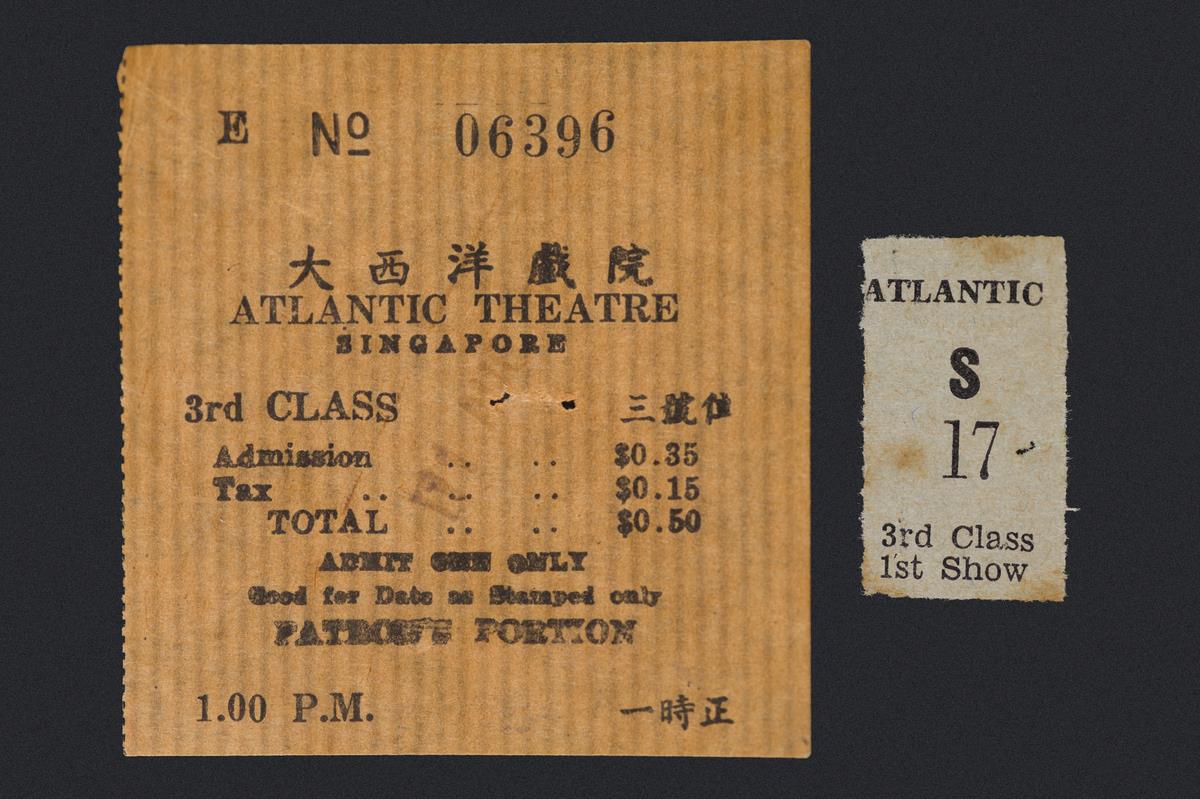 E No 06396
大西洋戲院
ATLANTIC THEATRE
SINGAPORE
3rd CLASS .. 三號位
Admission .. .. $0.35
Tax .. .. .. $0.15
TOTAL .. .. $0.50
ADMIT ONE ONLY
Good for Date as Stamped only
PATRON'S PORTION
1.00 P.M. 一時正
ATLANTIC
S
17
3rd Class
1st Show